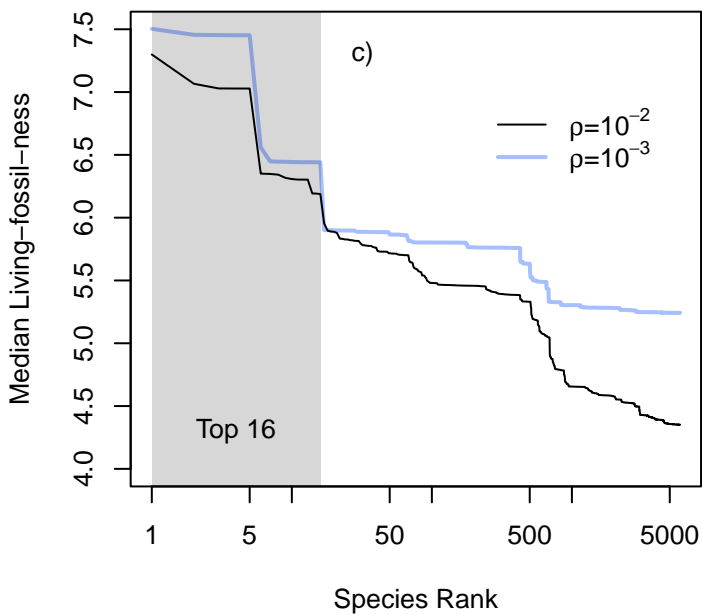 c)
ρ=10⁻²
ρ=10⁻³
Top 16
7.5
7.0
6.5
6.0
5.5
5.0
4.5
4.0
Median Living−fossil−ness
1 5 50 500 5000
Species Rank